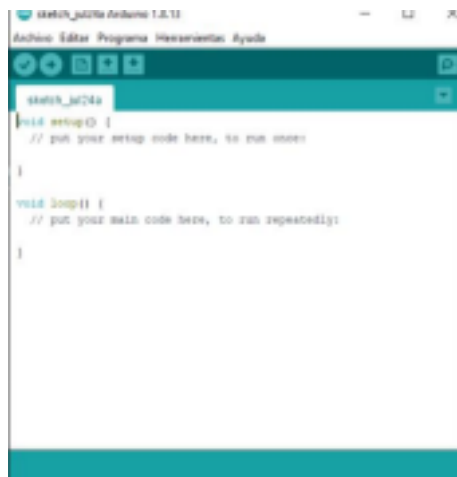 sketch_jul24a Arduino 1.8.13
Archivo Editar Programa Herramientas Ayuda
sketch_jul24a
void setup() {
// put your setup code here, to run once:
}
void loop() {
// put your main code here, to run repeatedly:
}